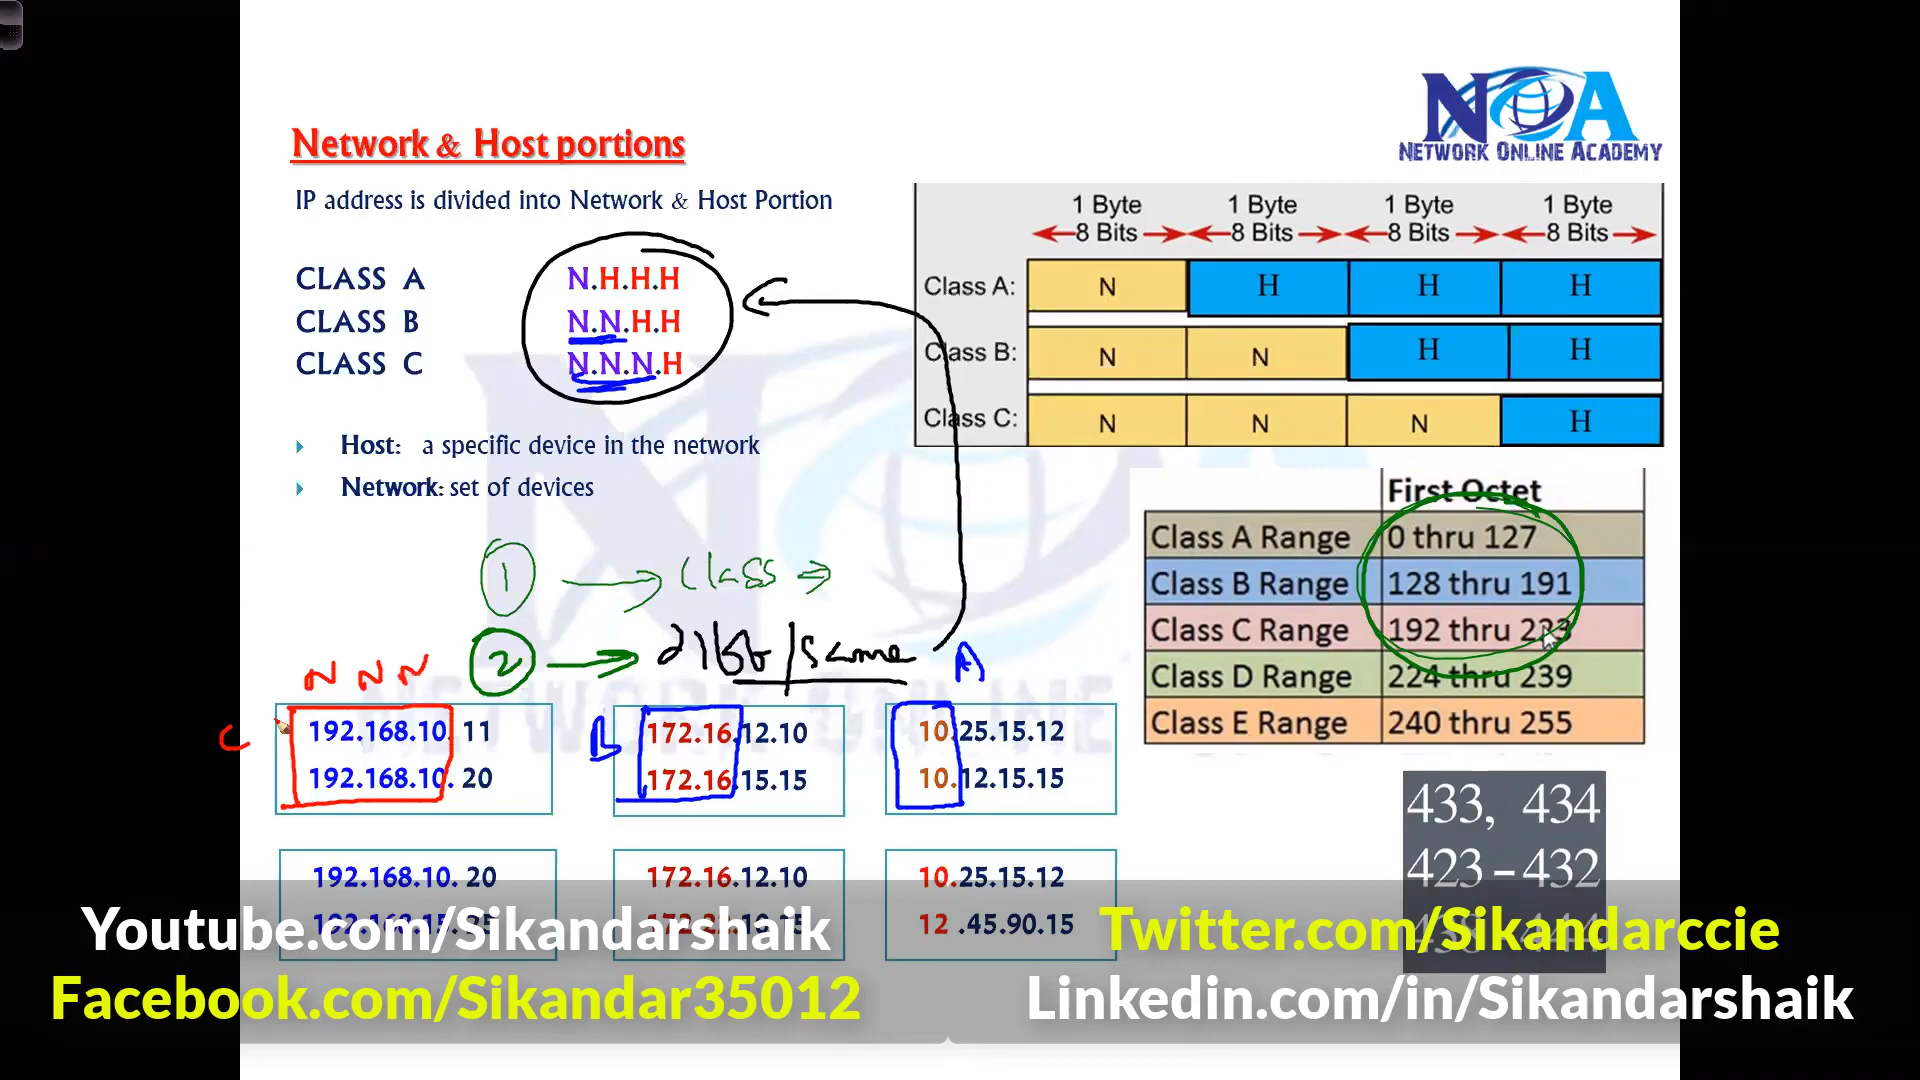 NOA
NETWORK ONLINE ACADEMY
Network & Host portions
IP address is divided into Network & Host Portion
CLASS A N.H.H.H
CLASS B N.N.H.H
CLASS C N.N.N.H
Host: a specific device in the network
Network: set of devices
1 Byte 1 Byte 1 Byte 1 Byte
8 Bits 8 Bits 8 Bits 8 Bits
Class A: N H H H
Class B: N N H H
Class C: N N N H
First Octet
Class A Range 0 thru 127
Class B Range 128 thru 191
Class C Range 192 thru 223
Class D Range 224 thru 239
Class E Range 240 thru 255
1 → Class ⇒
2 → diff/same
N N N
C
192.168.10. 11
192.168.10. 20
B
172.16.12.10
172.16.15.15
A
10.25.15.12
10.12.15.15
192.168.10. 20
172.16.12.10
10.25.15.12
12 .45.90.15
433, 434
423-432
Youtube.com/Sikandarshaik
Facebook.com/Sikandar35012
Twitter.com/Sikandarccie
Linkedin.com/in/Sikandarshaik